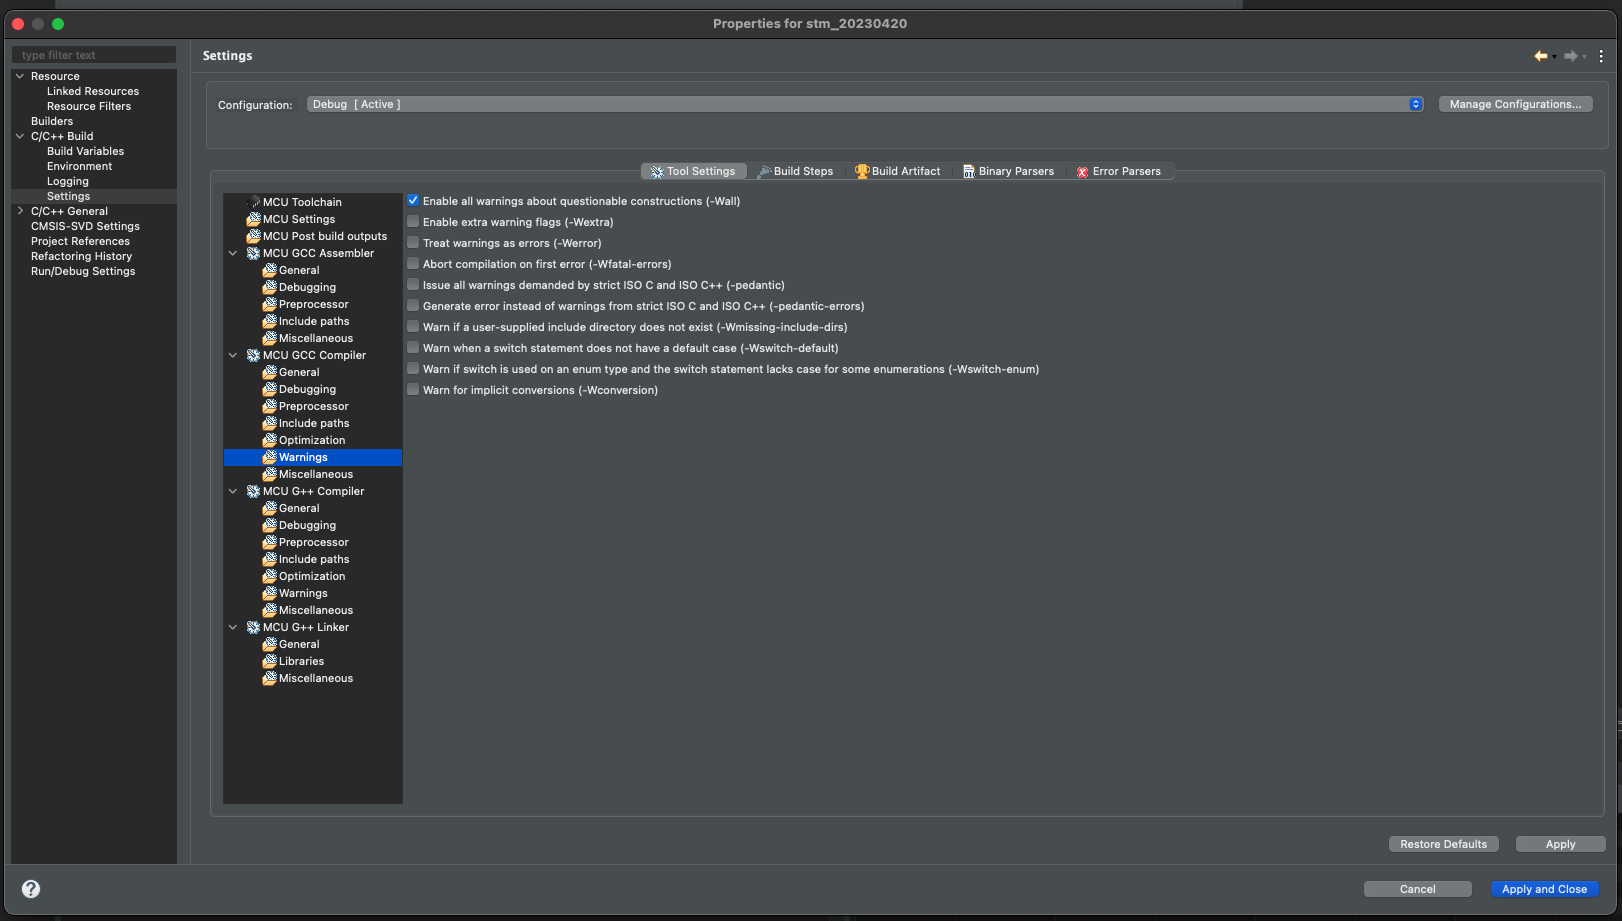 Properties for stm_20230420
type filter text
Resource
Linked Resources
Resource Filters
Builders
C/C++ Build
Build Variables
Environment
Logging
Settings
C/C++ General
CMSIS-SVD Settings
Project References
Refactoring History
Run/Debug Settings
Settings
Configuration: Debug [ Active ] Manage Configurations...
Tool Settings Build Steps Build Artifact Binary Parsers Error Parsers
MCU Toolchain
MCU Settings
MCU Post build outputs
MCU GCC Assembler
General
Debugging
Preprocessor
Include paths
Miscellaneous
MCU GCC Compiler
General
Debugging
Preprocessor
Include paths
Optimization
Warnings
Miscellaneous
MCU G++ Compiler
General
Debugging
Preprocessor
Include paths
Optimization
Warnings
Miscellaneous
MCU G++ Linker
General
Libraries
Miscellaneous
Enable all warnings about questionable constructions (-Wall)
Enable extra warning flags (-Wextra)
Treat warnings as errors (-Werror)
Abort compilation on first error (-Wfatal-errors)
Issue all warnings demanded by strict ISO C and ISO C++ (-pedantic)
Generate error instead of warnings from strict ISO C and ISO C++ (-pedantic-errors)
Warn if a user-supplied include directory does not exist (-Wmissing-include-dirs)
Warn when a switch statement does not have a default case (-Wswitch-default)
Warn if switch is used on an enum type and the switch statement lacks case for some enumerations (-Wswitch-enum)
Warn for implicit conversions (-Wconversion)
Restore Defaults Apply
? Cancel Apply and Close